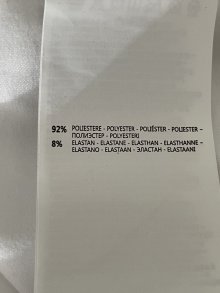 92% POLIESTERE - POLYESTER - POLIÉSTER - POLIESTER -
ПОЛИЭСТЕР - POLYESTERI
8% ELASTAN - ELASTANE - ELASTHAN - ELASTHANNE -
ELASTANO - ELASTAAN - ЭЛАСТАН - ELASTAANI